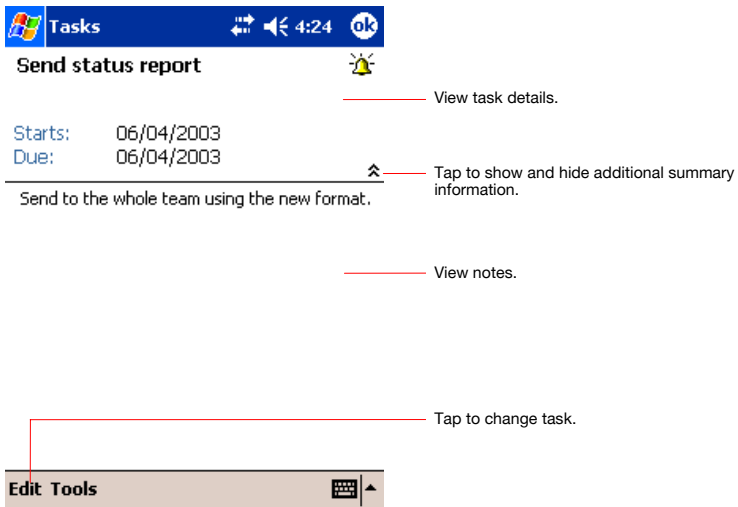 Tasks 4:24 ok
Send status report
View task details.
Starts: 06/04/2003
Due: 06/04/2003
Tap to show and hide additional summary
information.
Send to the whole team using the new format.
View notes.
Tap to change task.
Edit Tools